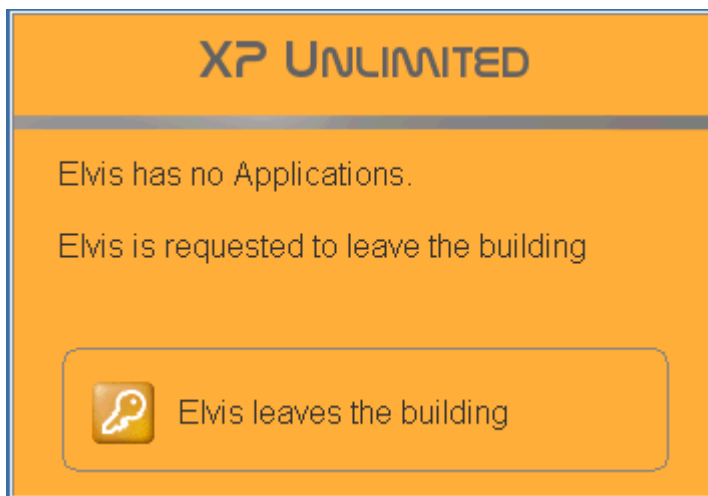 XP UNLIMITED
Elvis has no Applications.
Elvis is requested to leave the building
Elvis leaves the building